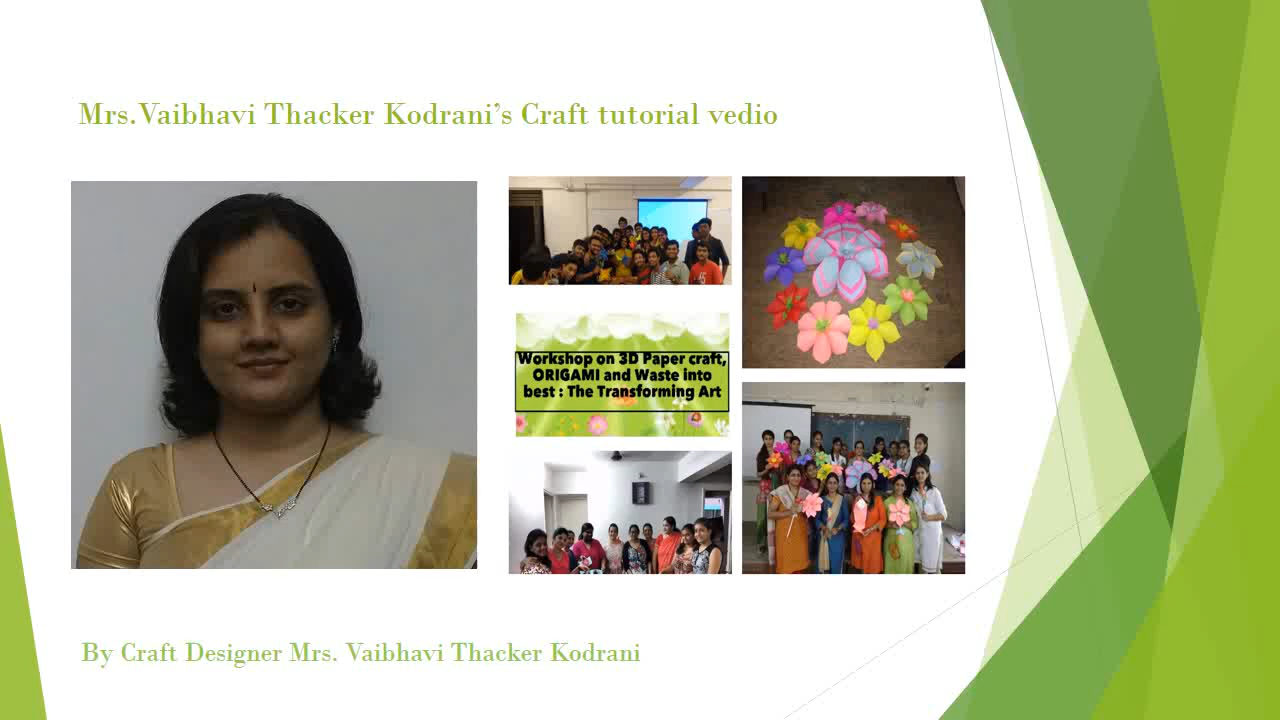 Mrs.Vaibhavi Thacker Kodrani’s Craft tutorial vedio
Workshop on 3D Paper craft,
ORIGAMI and Waste into
best : The Transforming Art
By Craft Designer Mrs. Vaibhavi Thacker Kodrani